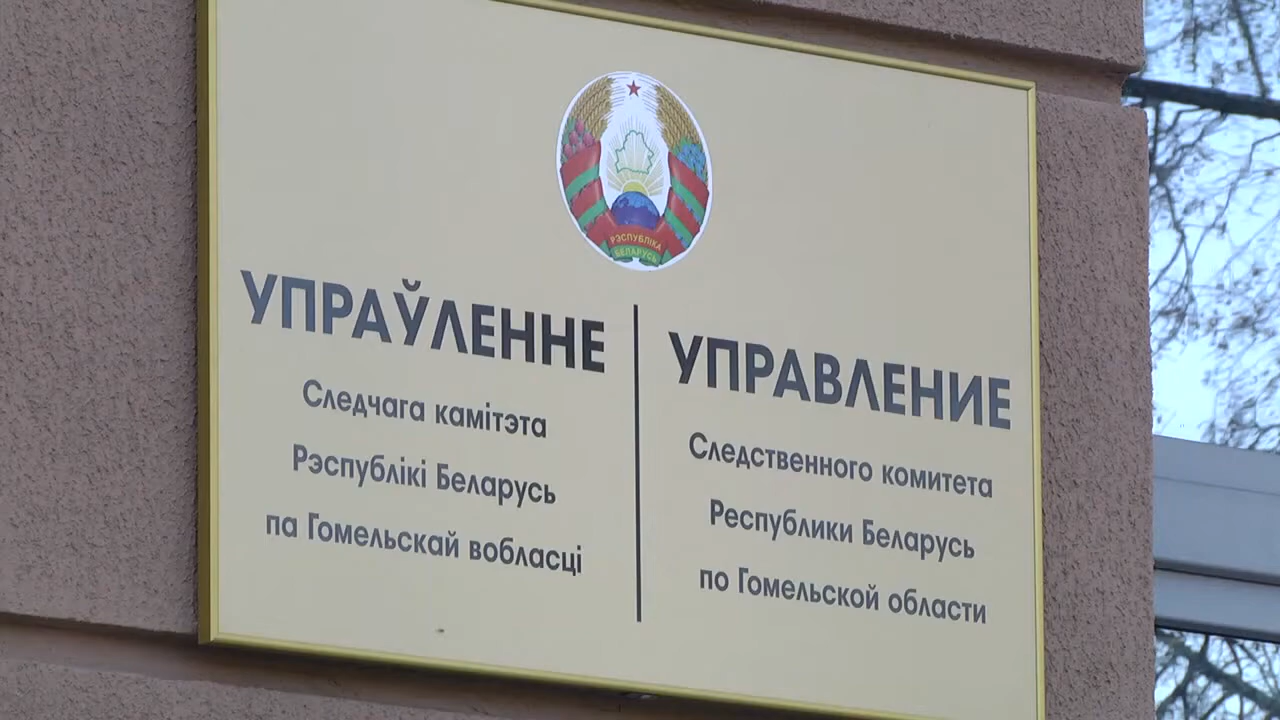 РЭСПУБЛІКА
БЕЛАРУСЬ
УПРАЎЛЕННЕ
Следчага камітэта
Рэспублікі Беларусь
па Гомельскай вобласці
УПРАВЛЕНИЕ
Следственного комитета
Республики Беларусь
по Гомельской области